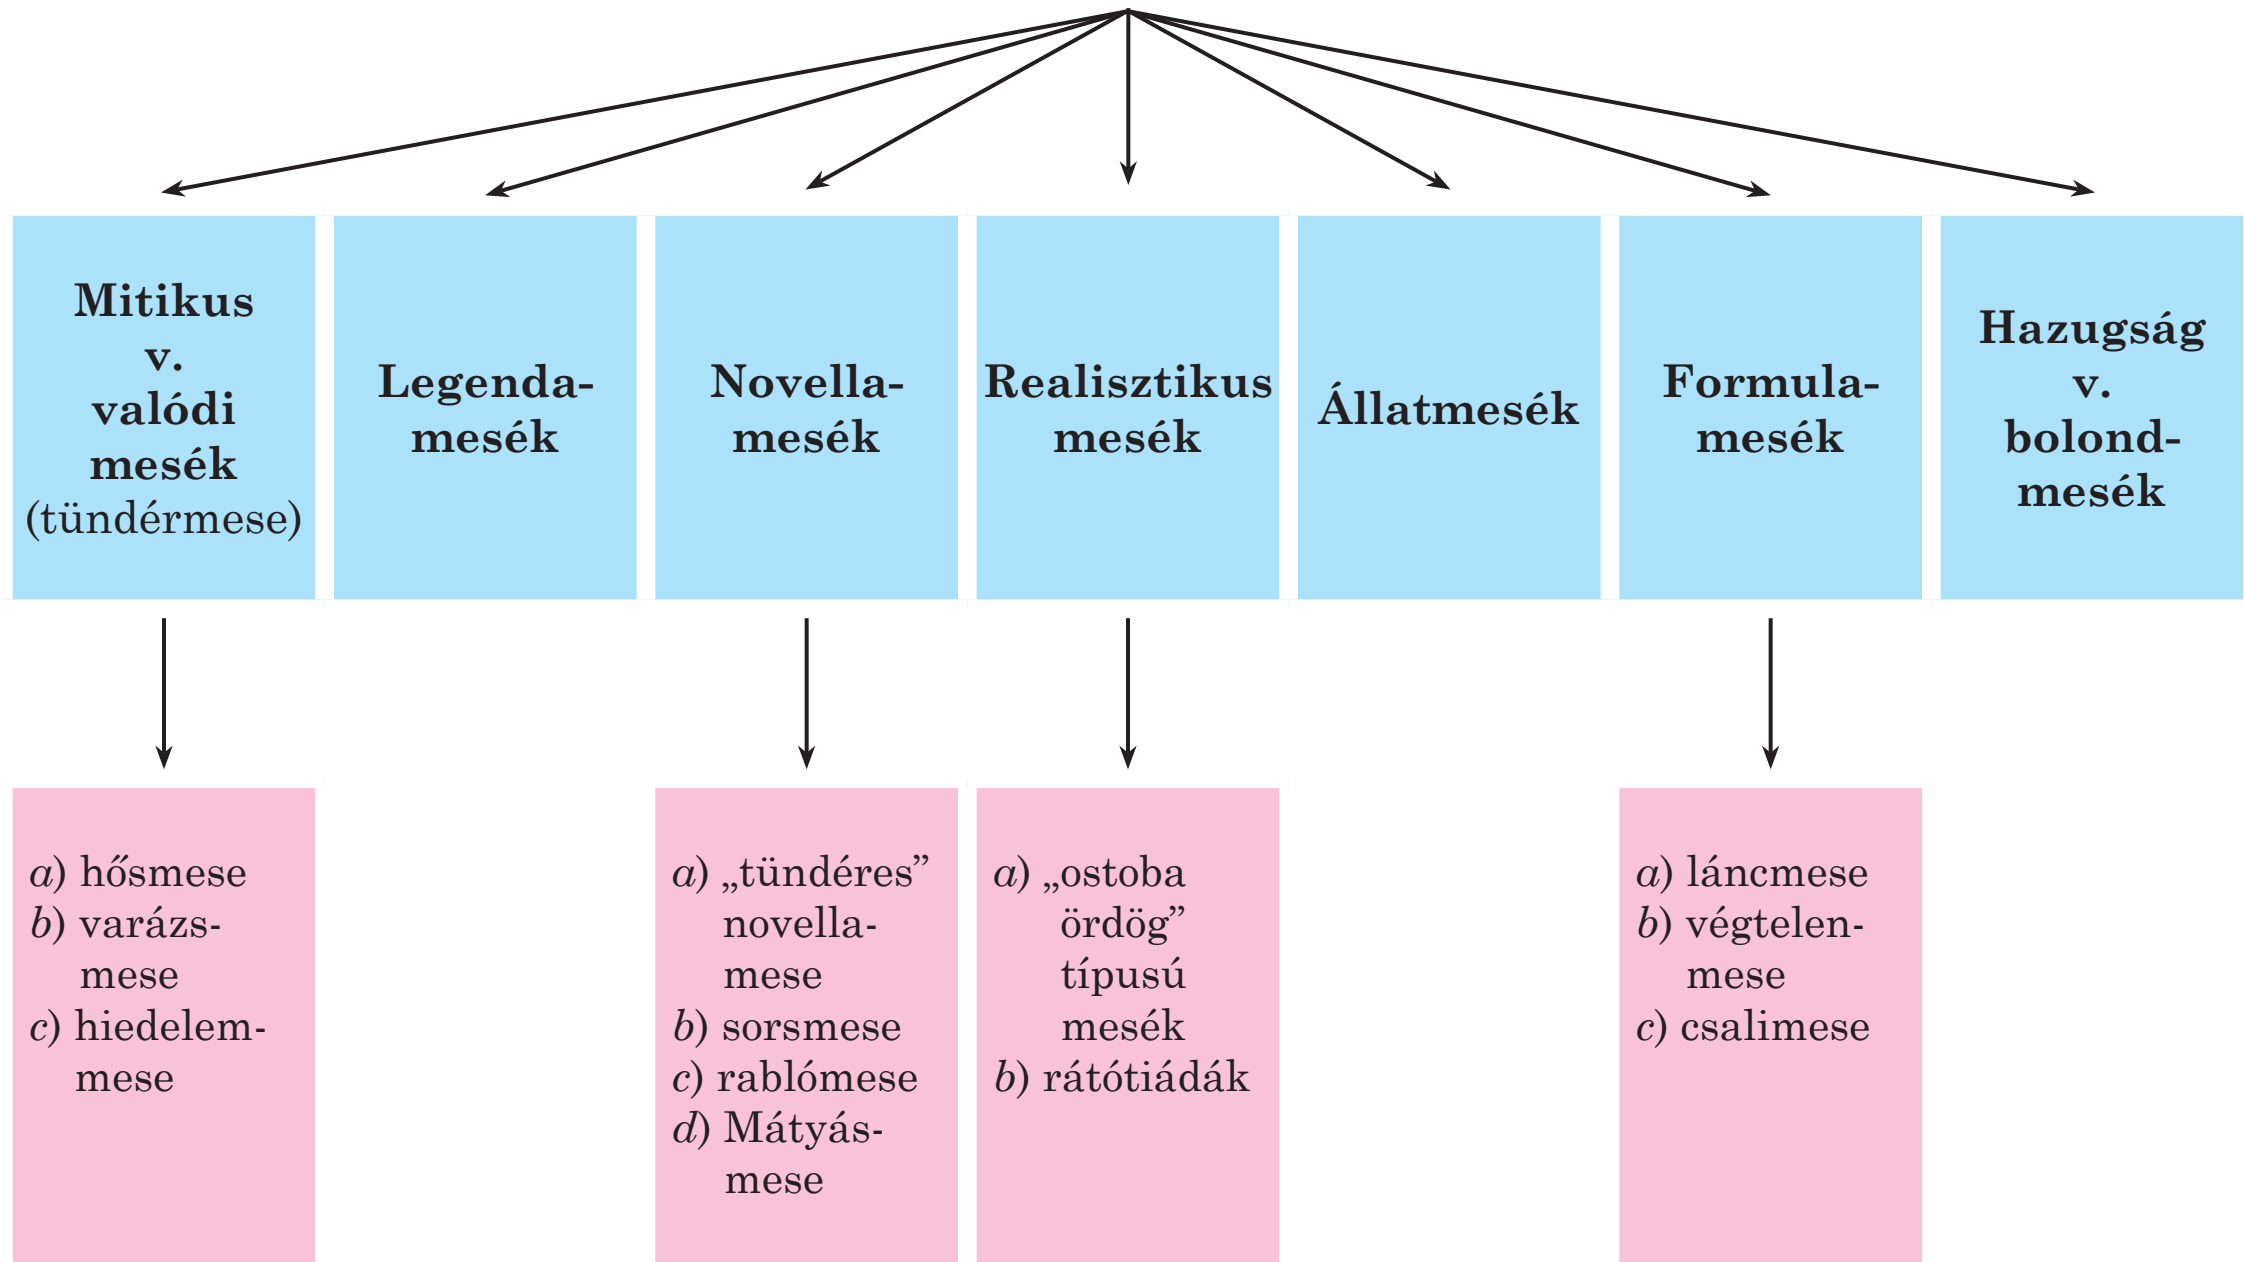 Mitikus
v.
valódi
mesék
(tündérmese)
Legenda-
mesék
Novella-
mesék
Realisztikus
mesék
Állatmesék
Formula-
mesék
Hazugság
v.
bolond-
mesék
a) hősmese
b) varázs-
mese
c) hiedelem-
mese
a) „tündéres”
novella-
mese
b) sorsmese
c) rablómese
d) Mátyás-
mese
a) „ostoba
ördög”
típusú
mesék
b) rátótiádák
a) láncmese
b) végtelen-
mese
c) csalimese